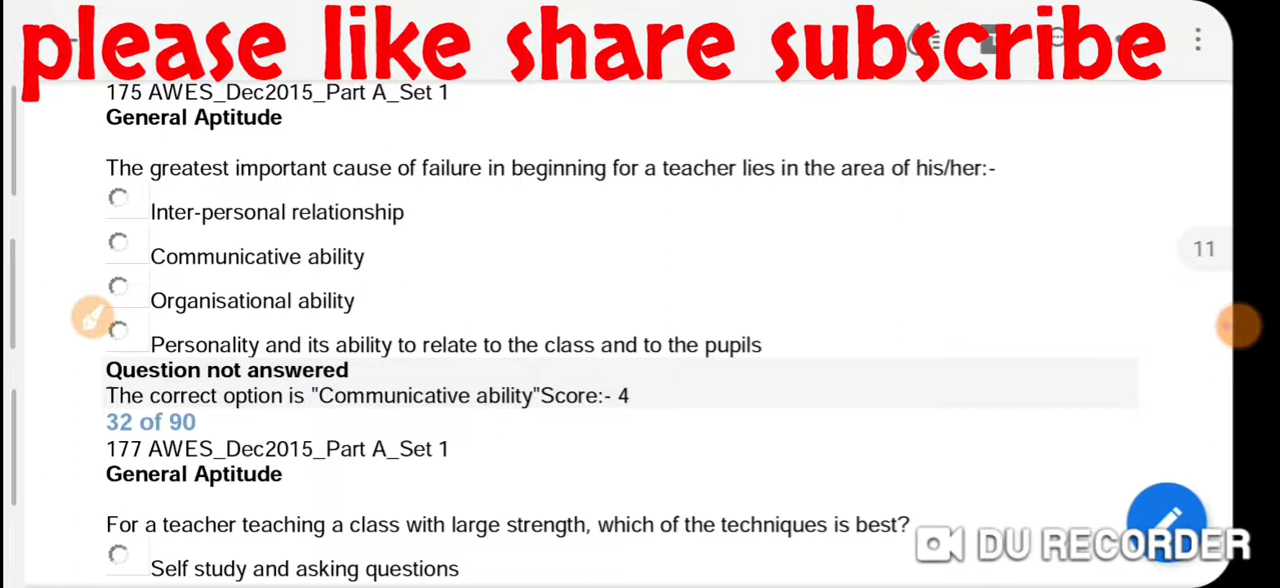 please like share subscribe
175 AWES_Dec2015_Part A_Set 1
General Aptitude
The greatest important cause of failure in beginning for a teacher lies in the area of his/her:-
Inter-personal relationship
Communicative ability
11
Organisational ability
Personality and its ability to relate to the class and to the pupils
Question not answered
The correct option is "Communicative ability"Score:- 4
32 of 90
177 AWES_Dec2015_Part A_Set 1
General Aptitude
For a teacher teaching a class with large strength, which of the techniques is best?
DU RECORDER
Self study and asking questions